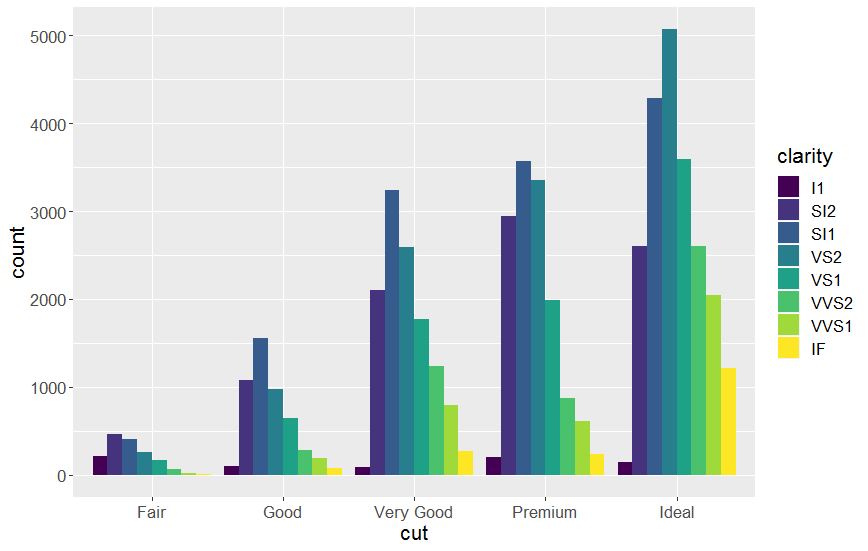 5000
4000
3000
2000
1000
0
count
Fair Good Very Good Premium Ideal
cut
clarity
I1
SI2
SI1
VS2
VS1
VVS2
VVS1
IF